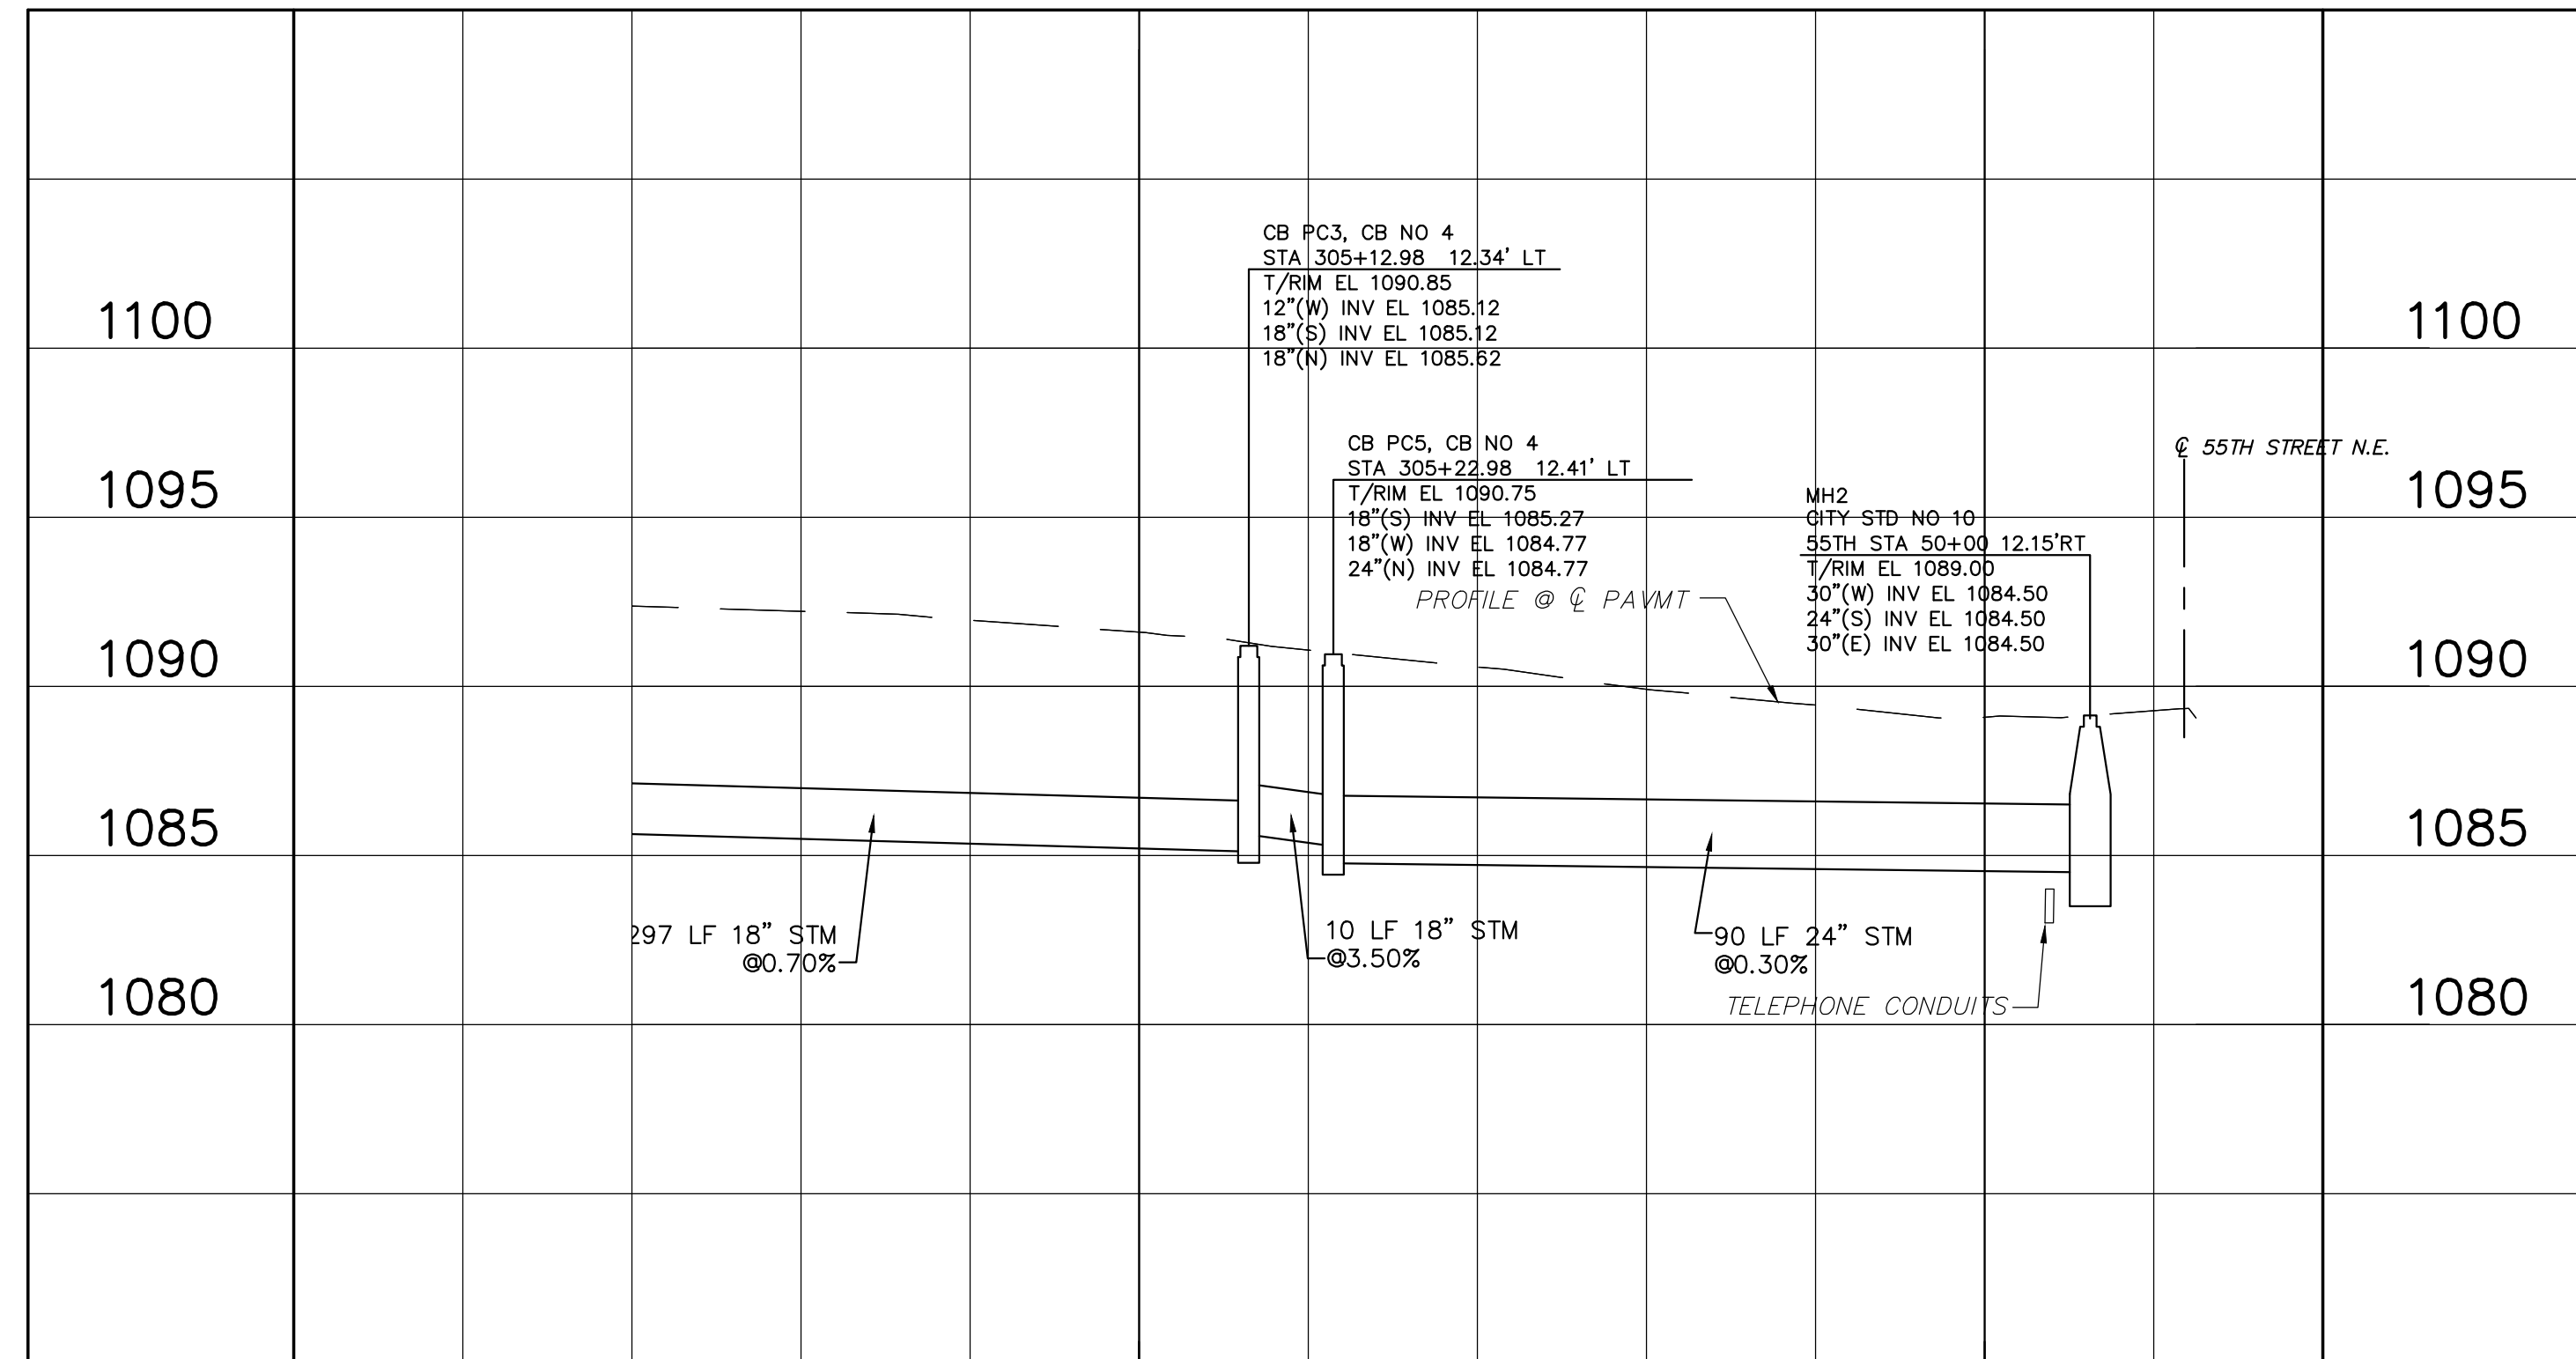 CB PC3, CB NO 4
STA 305+12.98 12.34' LT
T/RIM EL 1090.85
12"(W) INV EL 1085.12
18"(S) INV EL 1085.12
18"(N) INV EL 1085.62
1100
1100
CB PC5, CB NO 4
STA 305+22.98 12.41' LT
T/RIM EL 1090.75
18"(S) INV EL 1085.27
18"(W) INV EL 1084.77
24"(N) INV EL 1084.77
℄ 55TH STREET N.E.
1095
1095
MH2
CITY STD NO 10
55TH STA 50+00 12.15'RT
T/RIM EL 1089.00
30"(W) INV EL 1084.50
24"(S) INV EL 1084.50
30"(E) INV EL 1084.50
PROFILE @ ℄ PAVMT
1090
1090
1085
1085
297 LF 18" STM
@0.70%
10 LF 18" STM
@3.50%
90 LF 24" STM
@0.30%
TELEPHONE CONDUITS
1080
1080